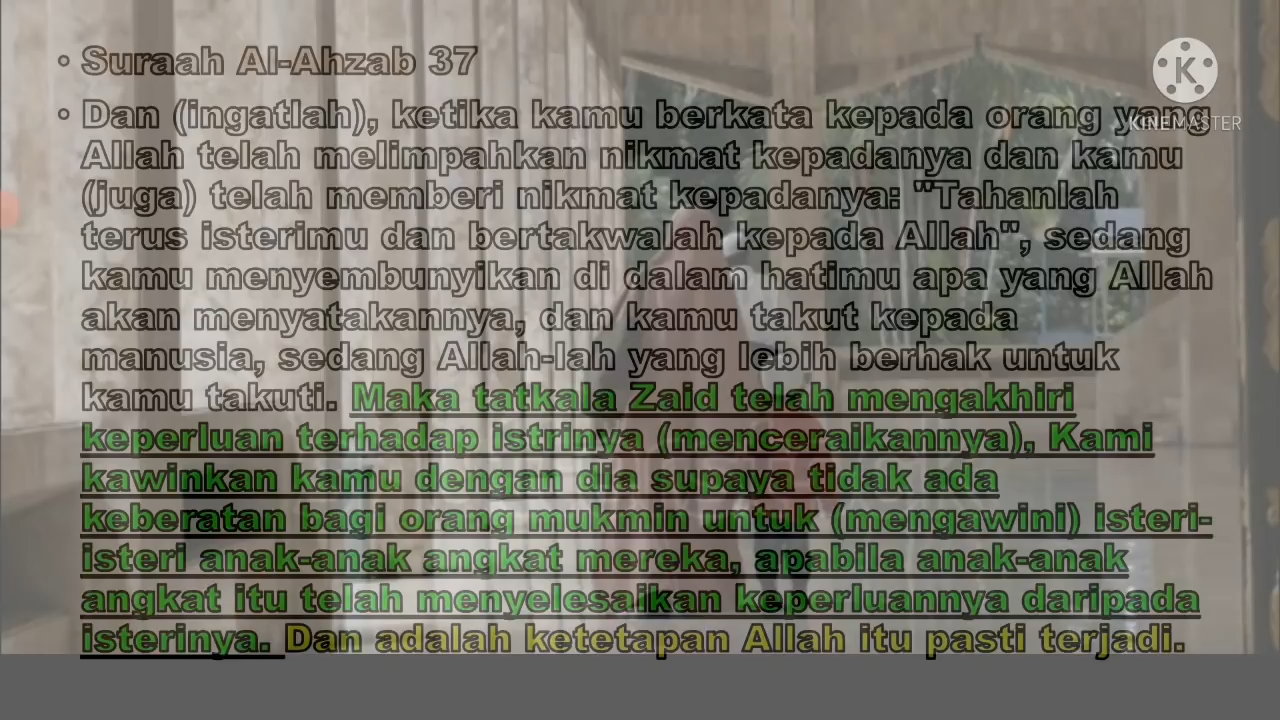 • Suraah Al-Ahzab 37
• Dan (ingatlah), ketika kamu berkata kepada orang yang
Allah telah melimpahkan nikmat kepadanya dan kamu
(juga) telah memberi nikmat kepadanya: "Tahanlah
terus isterimu dan bertakwalah kepada Allah", sedang
kamu menyembunyikan di dalam hatimu apa yang Allah
akan menyatakannya, dan kamu takut kepada
manusia, sedang Allah-lah yang lebih berhak untuk
kamu takuti. Maka tatkala Zaid telah mengakhiri
keperluan terhadap istrinya (menceraikannya), Kami
kawinkan kamu dengan dia supaya tidak ada
keberatan bagi orang mukmin untuk (mengawini) isteri-
isteri anak-anak angkat mereka, apabila anak-anak
angkat itu telah menyelesaikan keperluannya daripada
isterinya. Dan adalah ketetapan Allah itu pasti terjadi.
K
KINEMASTER